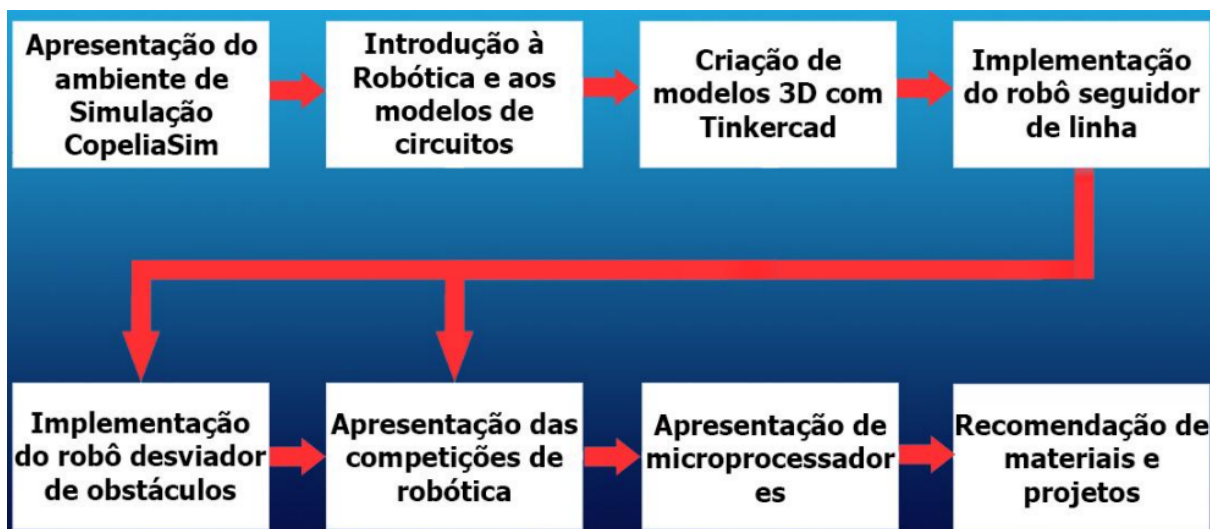 Apresentação do
ambiente de
Simulação
CopeliaSim
Introdução à
Robótica e aos
modelos de
circuitos
Criação de
modelos 3D com
Tinkercad
Implementação
do robô seguidor
de linha
Implementação
do robô desviador
de obstáculos
Apresentação das
competições de
robótica
Apresentação de
microprocessador
es
Recomendação de
materiais e
projetos